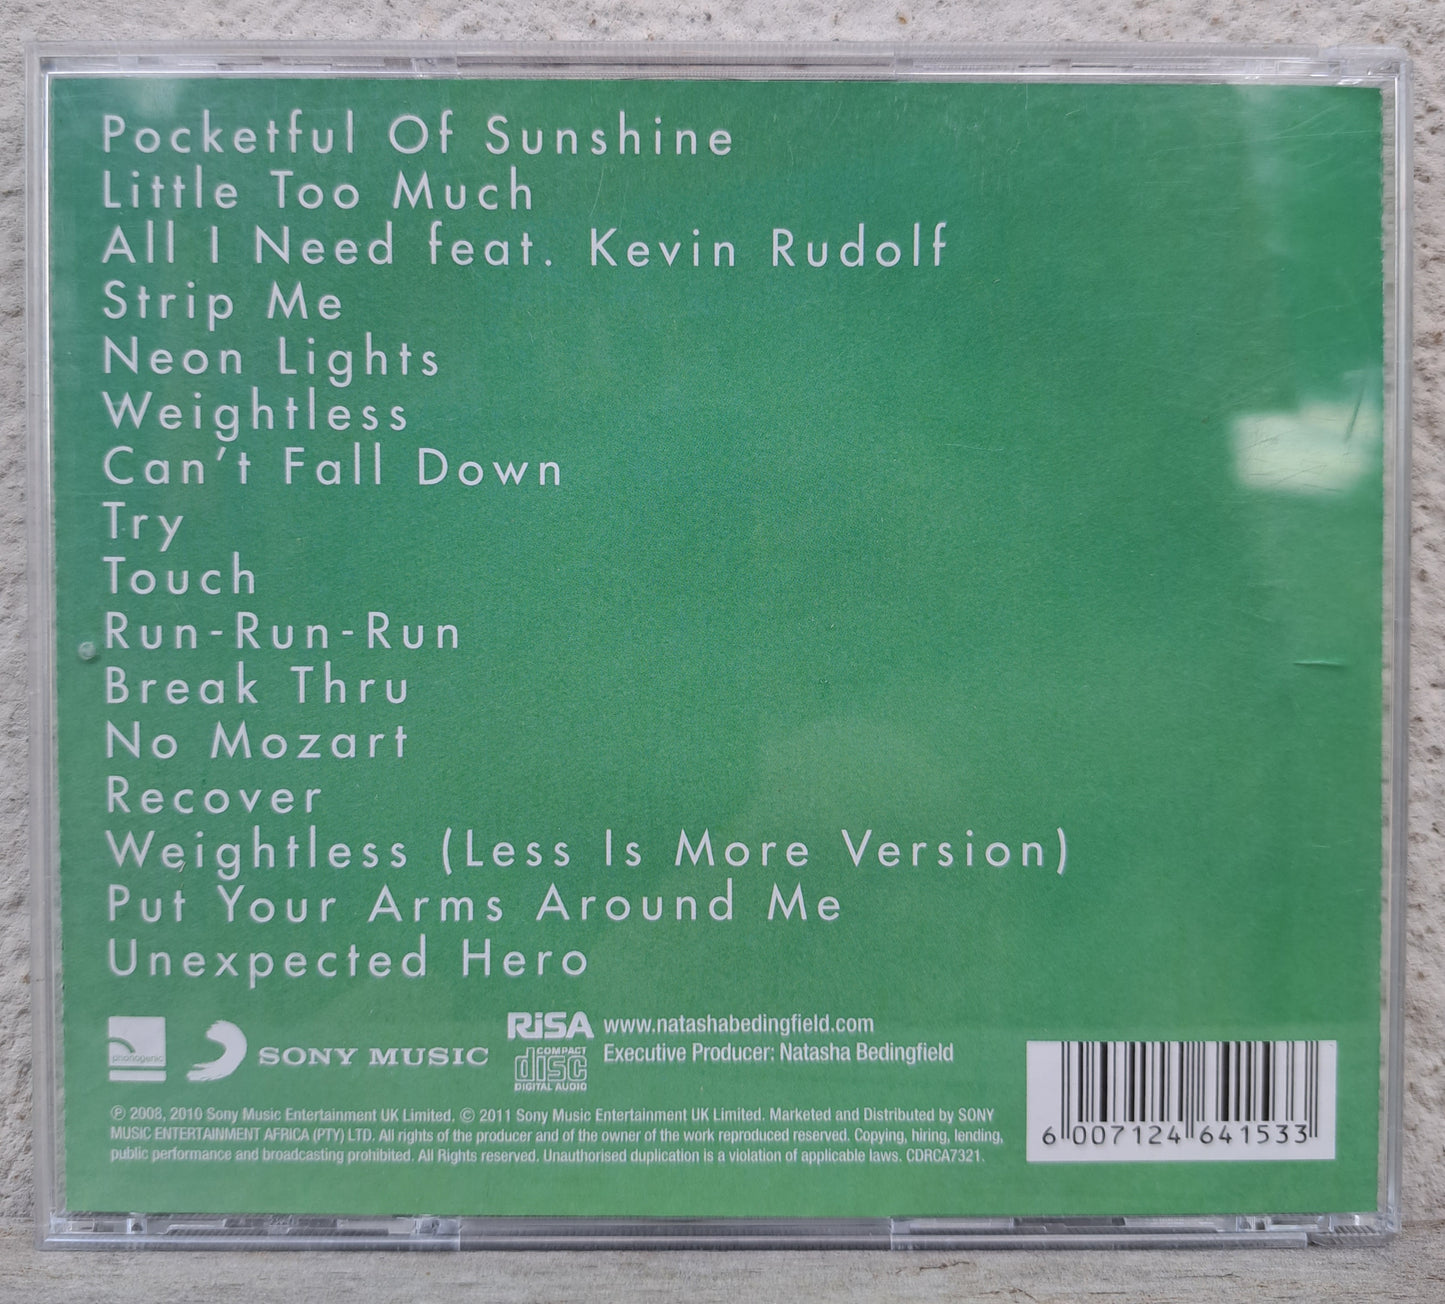 Pocketful Of Sunshine
Little Too Much
All I Need feat. Kevin Rudolf
Strip Me
Neon Lights
Weightless
Can't Fall Down
Try
Touch
Run-Run-Run
Break Thru
No Mozart
Recover
Weightless (Less Is More Version)
Put Your Arms Around Me
Unexpected Hero
phonogenic
SONY MUSIC
RiSA
COMPACT
disc
DIGITAL AUDIO
www.natashabedingfield.com
Executive Producer: Natasha Bedingfield
℗ 2008, 2010 Sony Music Entertainment UK Limited. © 2011 Sony Music Entertainment UK Limited. Marketed and Distributed by SONY
MUSIC ENTERTAINMENT AFRICA (PTY) LTD. All rights of the producer and of the owner of the work reproduced reserved. Copying, hiring, lending,
public performance and broadcasting prohibited. All Rights reserved. Unauthorised duplication is a violation of applicable laws. CDRCA7321.
6 007124 641533